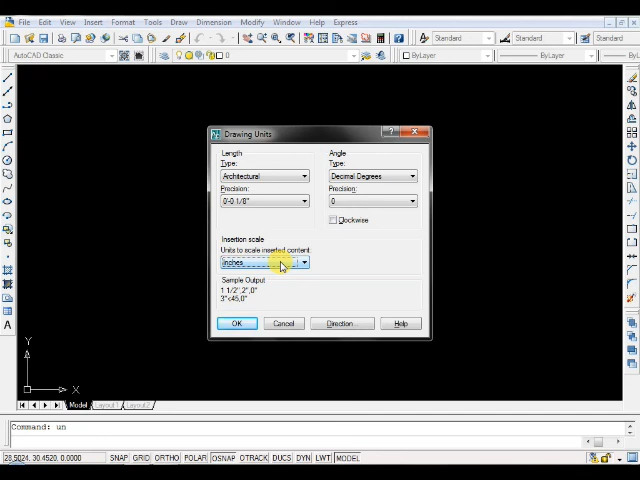 File Edit View Insert Format Tools Draw Dimension Modify Window Help Express
Standard Standard Standard
AutoCAD Classic 0 ByLayer ByLayer
Drawing Units
Length Angle
Type: Type:
Architectural Decimal Degrees
Precision: Precision:
0'-0 1/8" 0
Clockwise
Insertion scale
Units to scale inserted content:
Inches
Sample Output
1 1/2",2",0"
3"<45,0"
OK Cancel Direction... Help
Y
X
Model Layout1 Layout2
Command: un
28.5024, 30.4520, 0.0000 SNAP GRID ORTHO POLAR OSNAP OTRACK DUCS DYN LWT MODEL